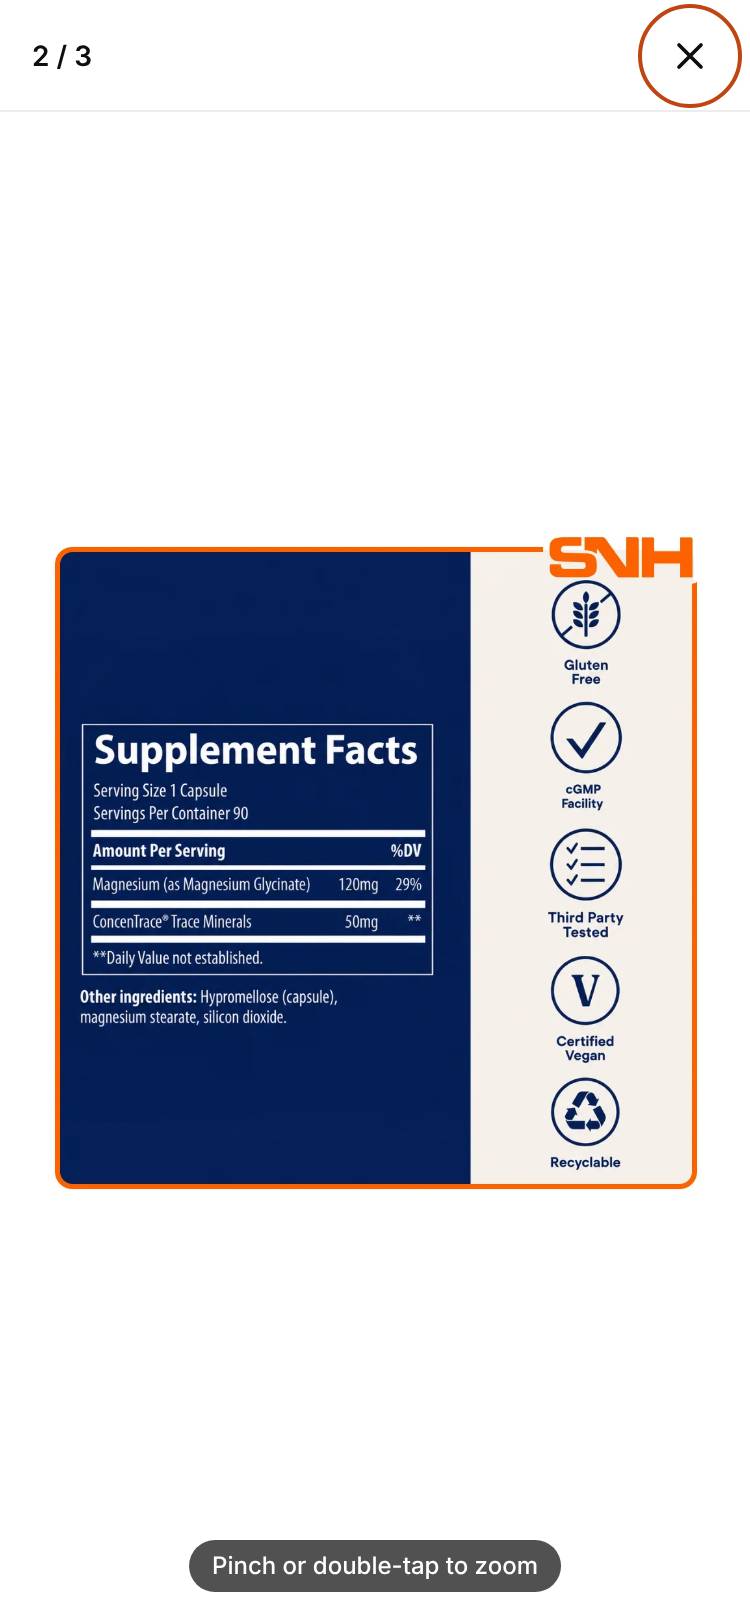 2 / 3
SNH
Supplement Facts
Serving Size 1 Capsule
Servings Per Container 90
Amount Per Serving %DV
Magnesium (as Magnesium Glycinate) 120mg 29%
ConcenTrace® Trace Minerals 50mg **
**Daily Value not established.
Other ingredients: Hypromellose (capsule),
magnesium stearate, silicon dioxide.
Gluten
Free
cGMP
Facility
Third Party
Tested
V
Certified
Vegan
Recyclable
Pinch or double-tap to zoom